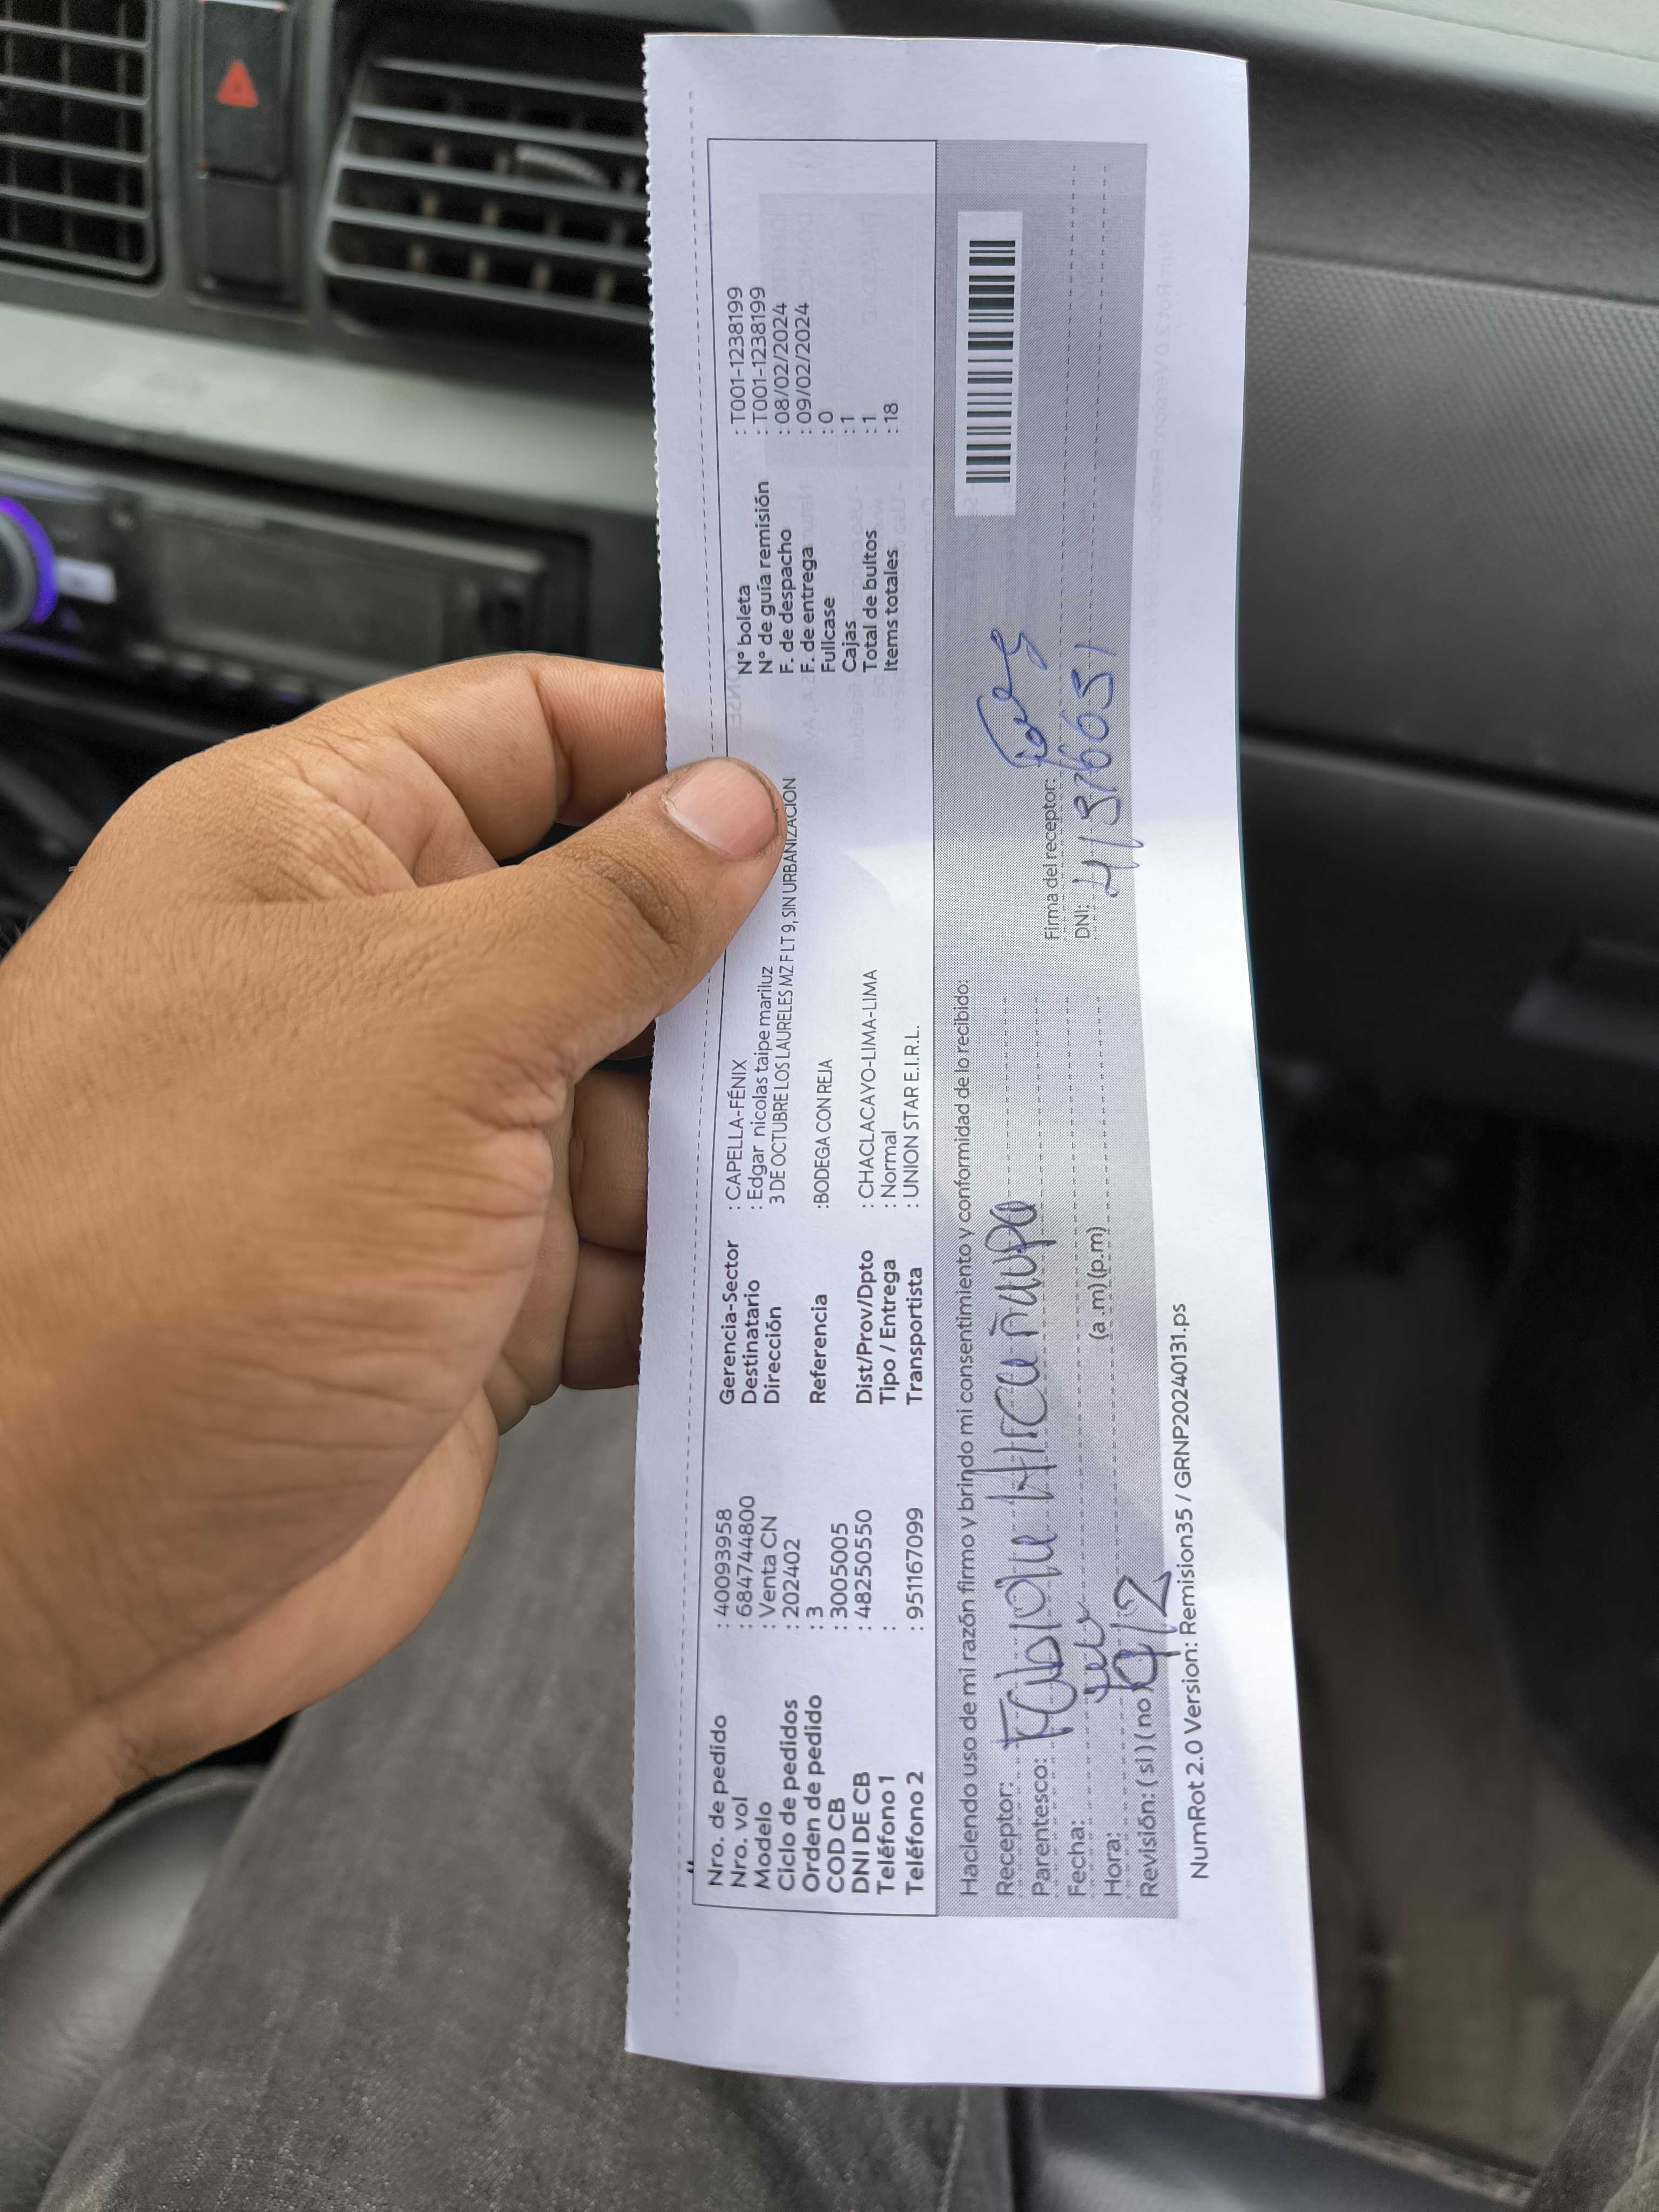 Nro. de pedido : 40093958
Nro. vol : 6847444800
Modelo : Venta CN
Ciclo de pedidos : 202402
Orden de pedido : 3
COD CB : 3005005
DNI DE CB : 48250550
Teléfono 1 :
Teléfono 2 : 951167099
Gerencia-Sector : CAPELLA-FÉNIX
Destinatario : Edgar nicolas taipe mariluz
Dirección 3 DE OCTUBRE LOS LAURELES MZ F LT 9, SIN URBANIZACION
Referencia :BODEGA CON REJA
Dist/Prov/Dpto : CHACLACAYO-LIMA-LIMA
Tipo / Entrega : Normal
Transportista : UNION STAR E.I.R.L.
N° boleta : T001-1238199
N° de guía remisión : T001-1238199
F. de despacho : 08/02/2024
F. de entrega : 09/02/2024
Fullcase : 0
Cajas : 1
Total de bultos : 1
Items totales : 18
Haciendo uso de mi razón firmo y brindo mi consentimiento y conformidad de lo recibido:
Receptor:
Parentesco:
Fecha: 9/2
Hora: (a .m) (p.m)
Revisión: ( si ) ( no )
Firma del receptor:
DNI:
NumRot 2.0 Version: Remision35 / GRNP20240131.ps